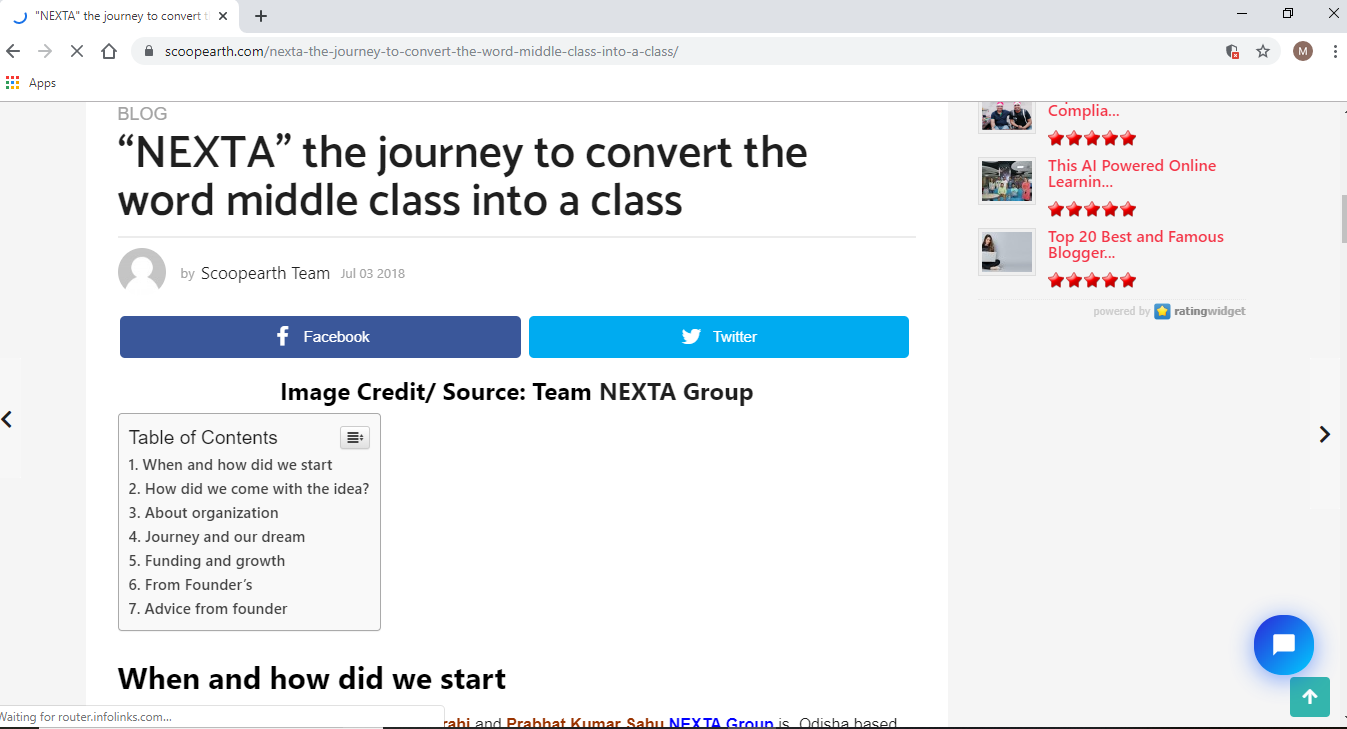 "NEXTA" the journey to convert t
scoopearth.com/nexta-the-journey-to-convert-the-word-middle-class-into-a-class/
M
Apps
BLOG
“NEXTA” the journey to convert the
word middle class into a class
by Scoopearth Team Jul 03 2018
Facebook
Twitter
Image Credit/ Source: Team NEXTA Group
Table of Contents
1. When and how did we start
2. How did we come with the idea?
3. About organization
4. Journey and our dream
5. Funding and growth
6. From Founder’s
7. Advice from founder
When and how did we start
rahi and Prabhat Kumar Sahu NEXTA Group is Odisha based
Waiting for router.infolinks.com...
Complia...
This AI Powered Online
Learnin...
Top 20 Best and Famous
Blogger...
powered by ratingwidget